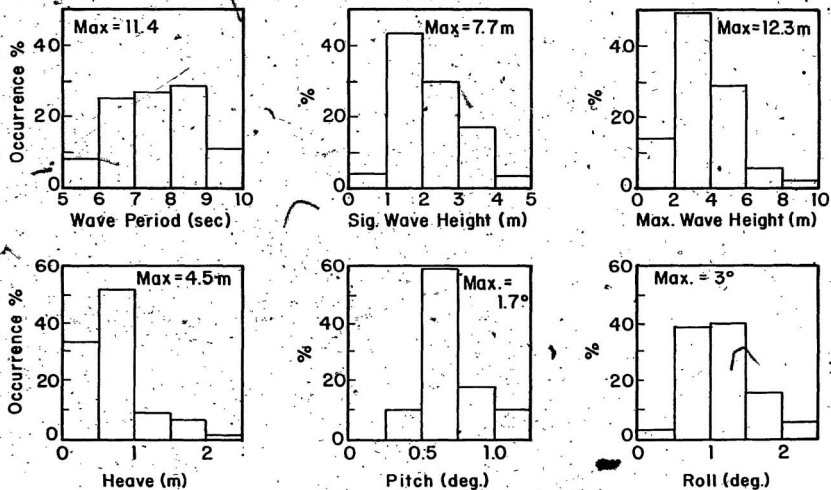 Max = 11.4
Occurrence %
40
20
0
5 6 7 8 9 10
Wave Period (sec)
Max = 7.7 m
%
40
20
0
0 1 2 3 4 5
Sig. Wave Height (m)
Max = 12.3 m
%
40
20
0
0 2 4 6 8 10
Max. Wave Height (m)
Max = 4.5 m
Occurrence %
60
40
20
0
0 1 2
Heave (m)
Max. =
1.7°
%
60
40
20
0
0 0.5 1.0
Pitch (deg.)
Max. = 3°
%
60
40
20
0
0 1 2
Roll (deg.)